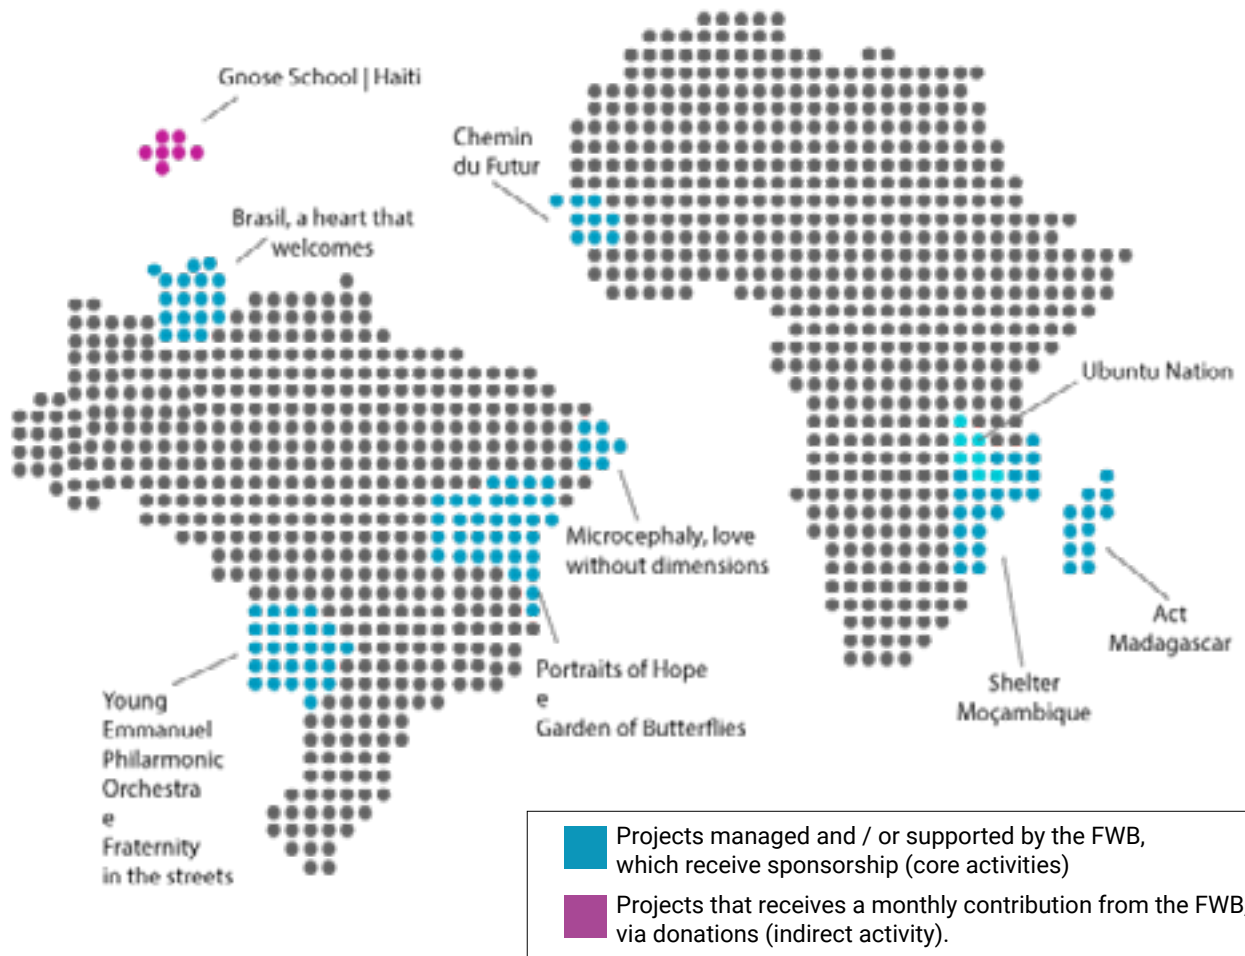 Gnose School | Haiti
Chemin
du Futur
Brasil, a heart that
welcomes
Ubuntu Nation
Microcephaly, love
without dimensions
Act
Madagascar
Portraits of Hope
e
Garden of Butterflies
Shelter
Moçambique
Young
Emmanuel
Philarmonic
Orchestra
e
Fraternity
in the streets
Projects managed and / or supported by the FWB,
which receive sponsorship (core activities)
Projects that receives a monthly contribution from the FWB,
via donations (indirect activity).